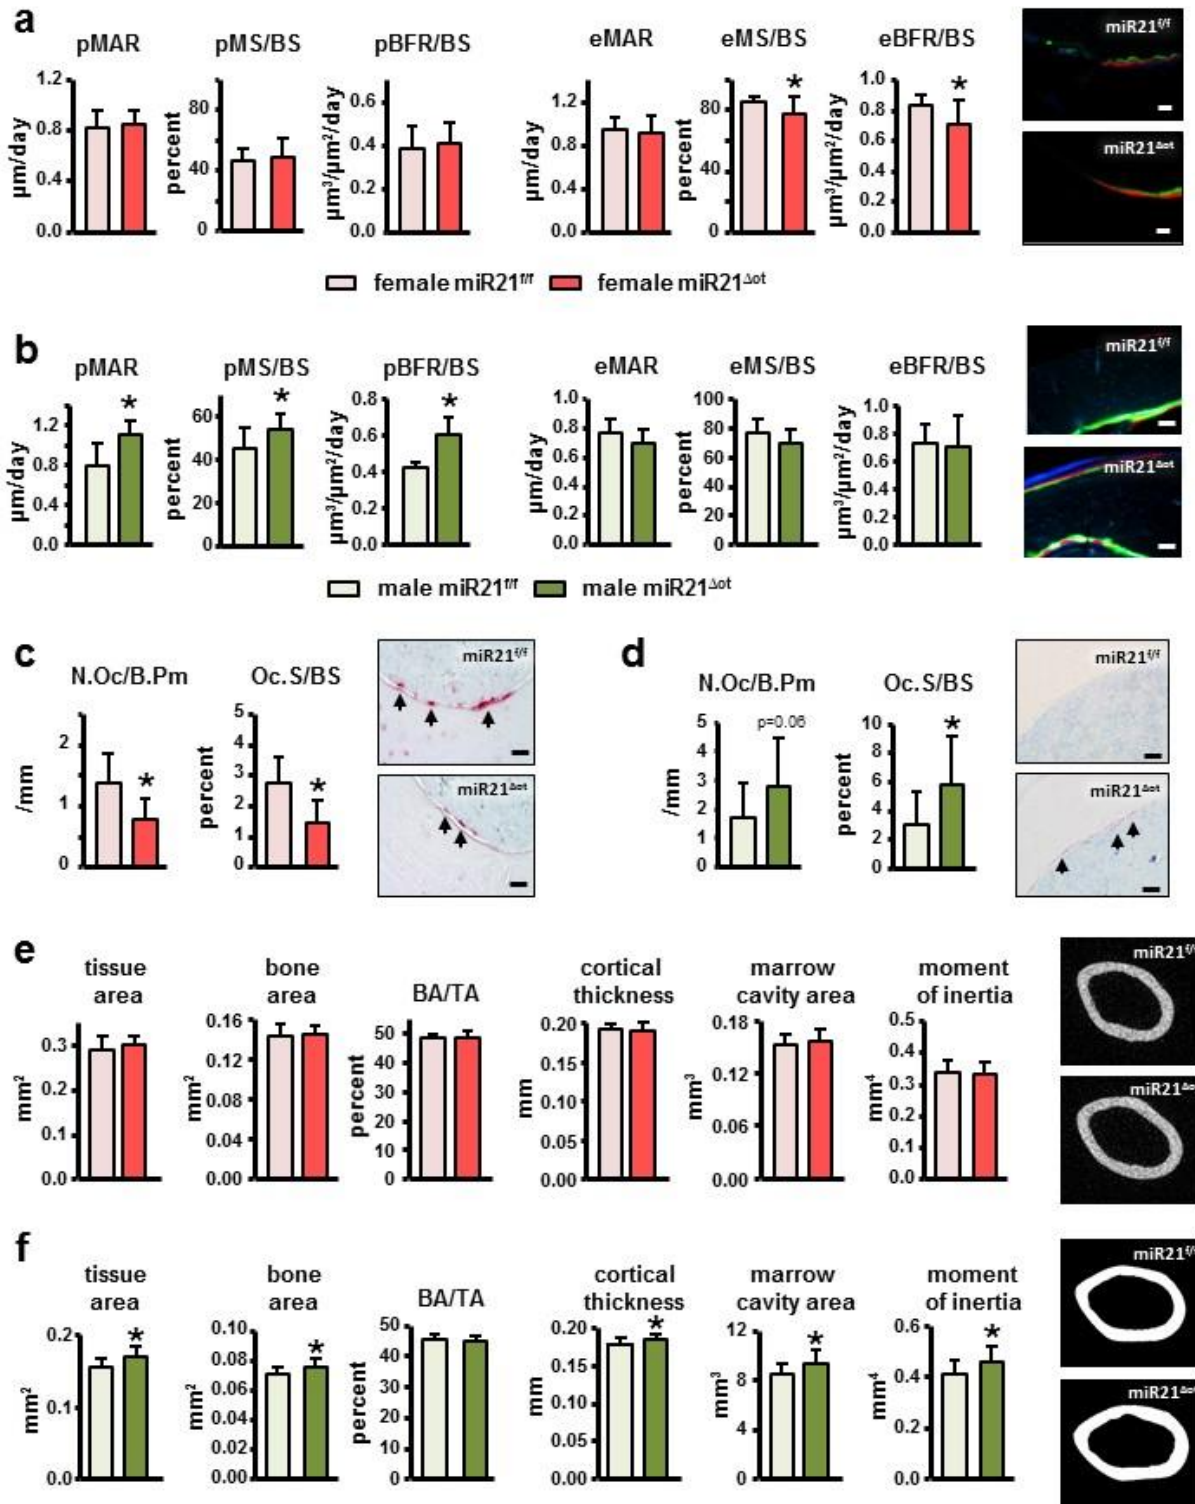 a
pMAR pMS/BS pBFR/BS eMAR eMS/BS eBFR/BS
µm/day 1.2 0.8 0.4 0.0
percent 80 40 0
µm³/µm²/day 0.6 0.4 0.2 0.0
µm/day 1.2 0.8 0.4 0.0
percent 80 40 0 *
µm³/µm²/day 1.0 0.8 0.6 0.4 0.2 0.0 *
miR21f/f
miR21Δot
female miR21f/f female miR21Δot
b
pMAR pMS/BS pBFR/BS eMAR eMS/BS eBFR/BS
µm/day 1.2 0.8 0.4 0.0 *
percent 60 40 20 0 *
µm³/µm²/day 0.8 0.6 0.4 0.2 0.0 *
µm/day 1.0 0.8 0.6 0.4 0.2 0.0
percent 100 80 60 40 20 0
µm³/µm²/day 1.0 0.8 0.6 0.4 0.2 0.0
miR21f/f
miR21Δot
male miR21f/f male miR21Δot
c
N.Oc/B.Pm Oc.S/BS
/mm 2 1 0 *
percent 5 4 3 2 1 0 *
miR21f/f
miR21Δot
d
N.Oc/B.Pm Oc.S/BS
/mm 5 4 3 2 1 0 p=0.06
percent 10 8 6 4 2 0 *
miR21f/f
miR21Δot
e
tissue area
bone area
BA/TA
cortical thickness
marrow cavity area
moment of inertia
mm² 0.3 0.2 0.1 0.0
mm² 0.16 0.12 0.08 0.04 0.00
percent 50 40 30 20 10 0
mm 0.20 0.15 0.10 0.05 0.00
mm³ 0.18 0.12 0.06 0.00
mm⁴ 0.5 0.4 0.3 0.2 0.1 0.0
miR21f/f
miR21Δot
f
tissue area
bone area
BA/TA
cortical thickness
marrow cavity area
moment of inertia
mm² 0.2 0.1 0.0 *
mm² 0.10 0.08 0.06 0.04 0.02 0.00 *
percent 50 40 30 20 10 0
mm 0.20 0.15 0.10 0.05 0.00 *
mm³ 12 8 4 0 *
mm⁴ 0.6 0.4 0.2 0.0 *
miR21f/f
miR21Δot